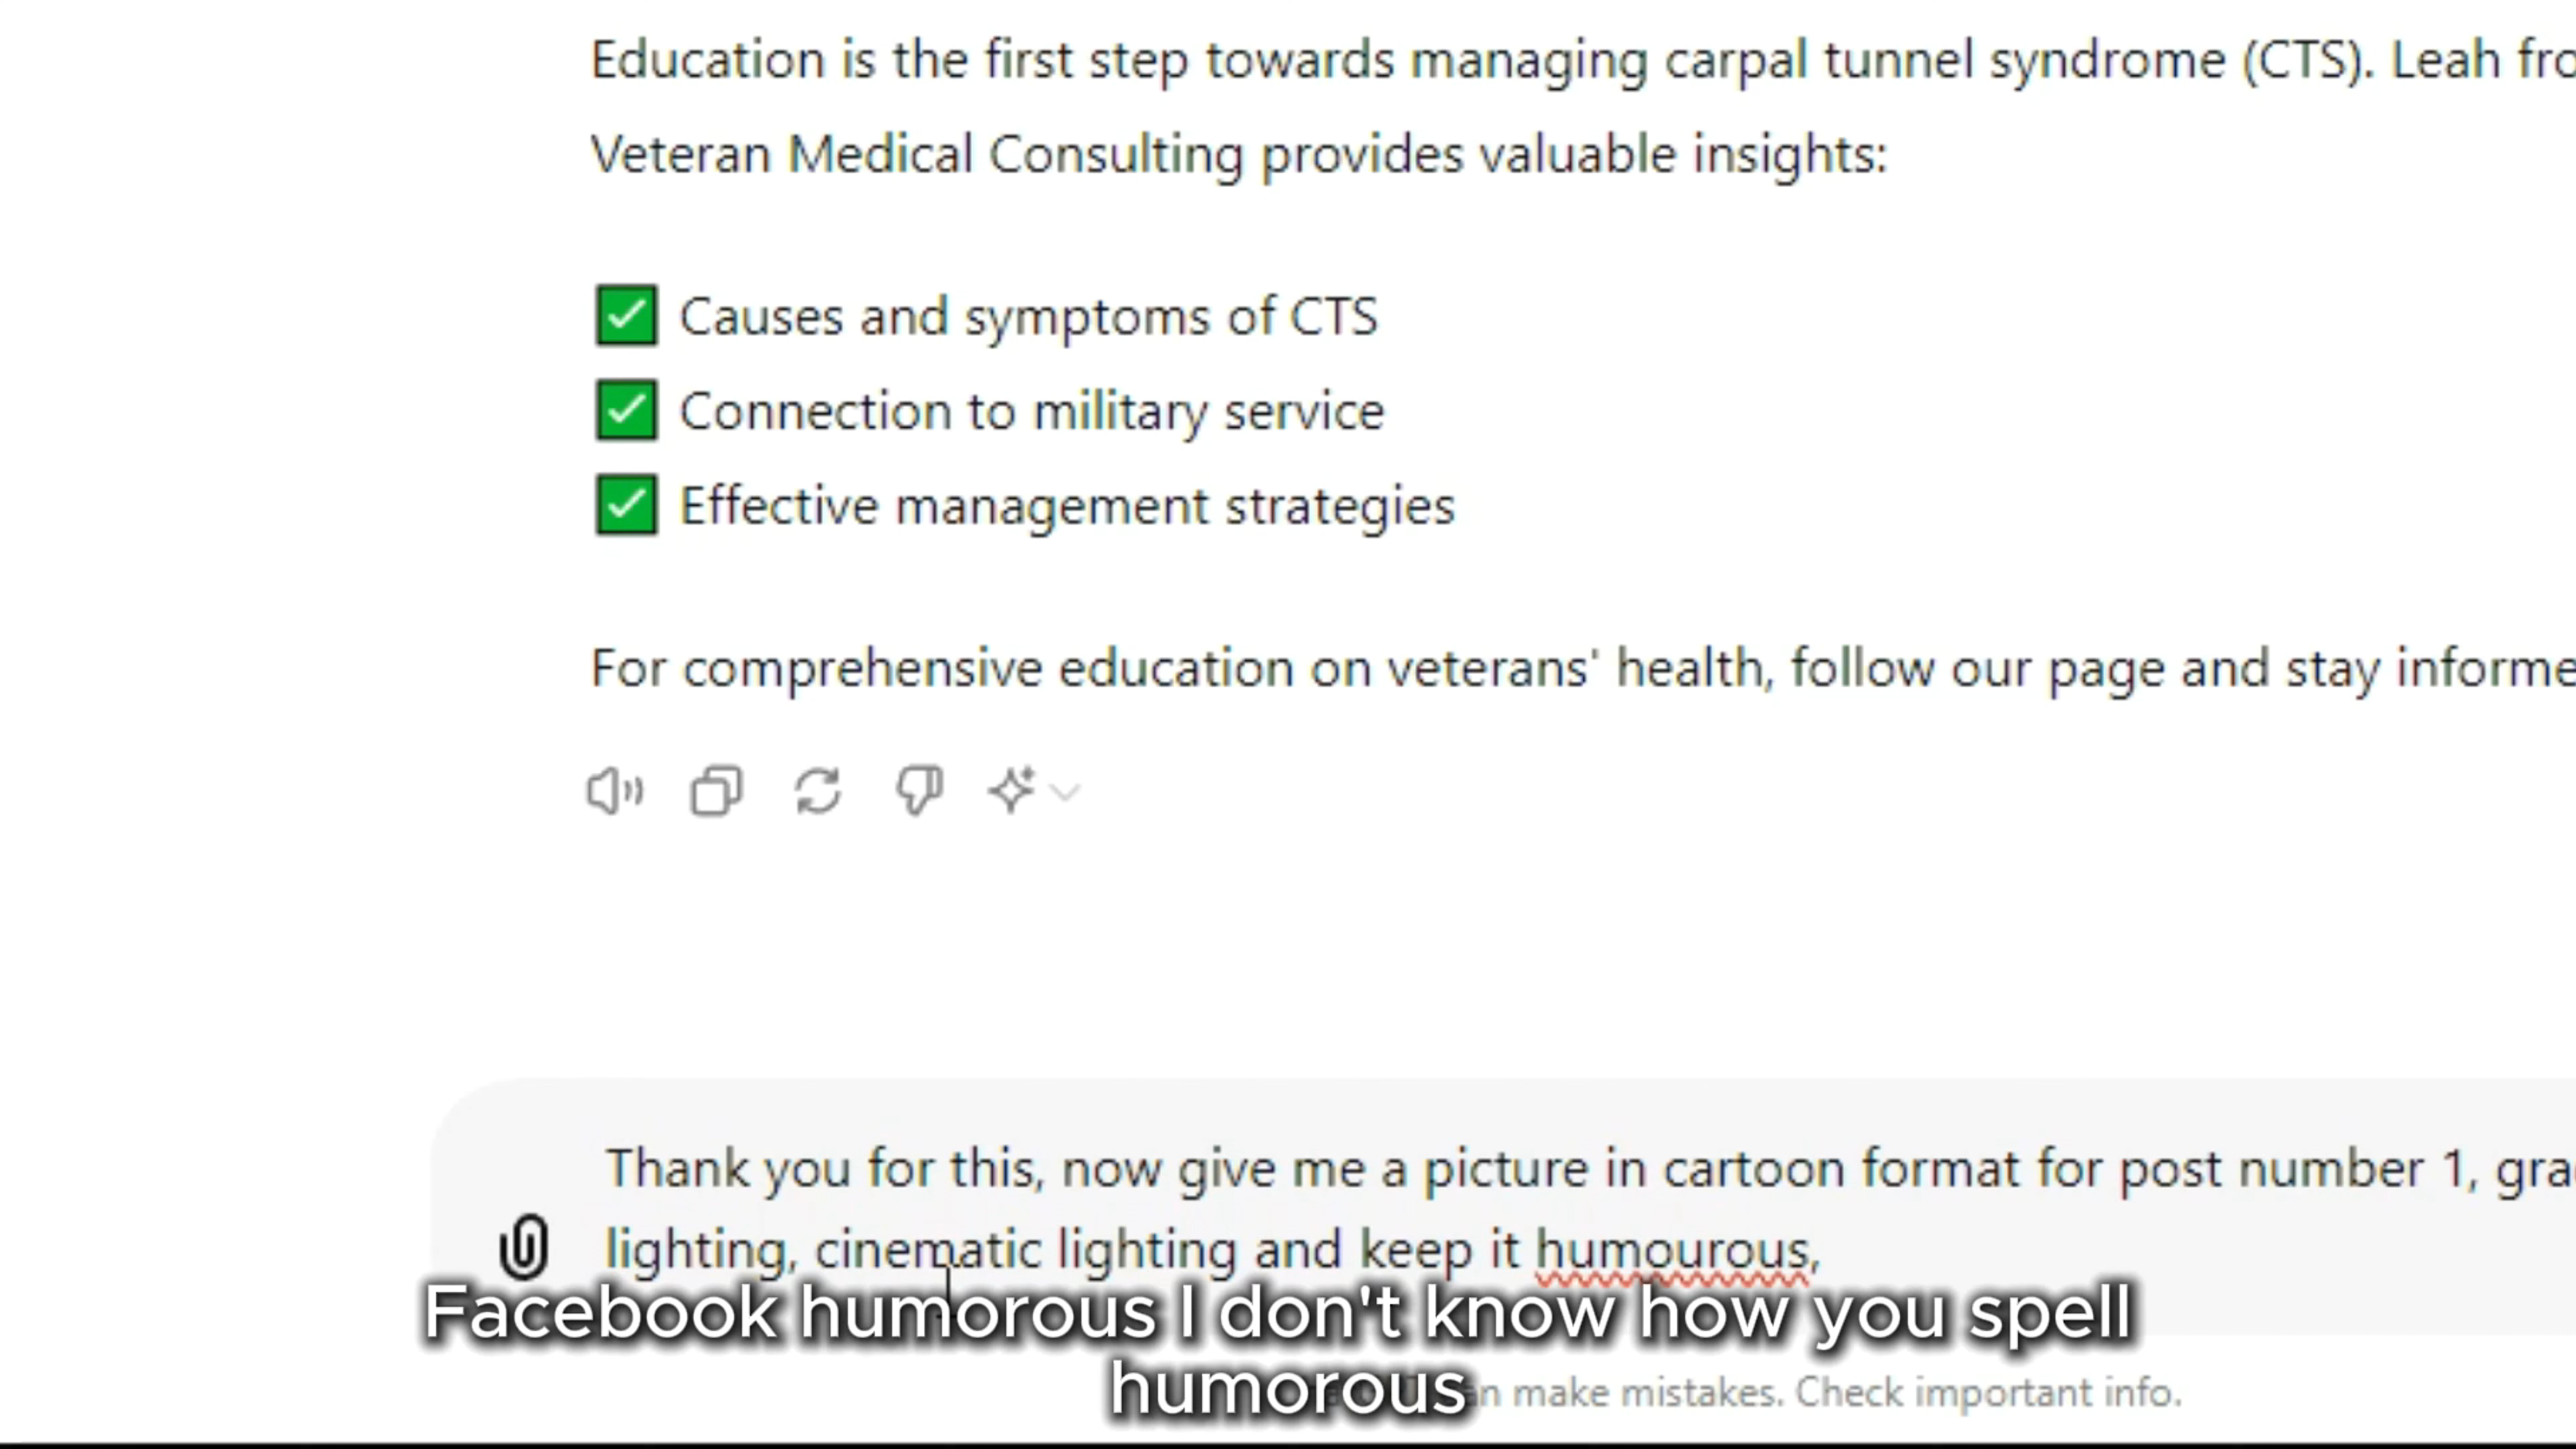 Education is the first step towards managing carpal tunnel syndrome (CTS). Leah
Veteran Medical Consulting provides valuable insights:
✅ Causes and symptoms of CTS
✅ Connection to military service
✅ Effective management strategies
For comprehensive education on veterans' health, follow our page and stay
Thank you for this, now give me a picture in cartoon format for post number 1,
lighting, cinematic lighting and keep it humourous,
Facebook humorous I don't know how you spell
humorous
make mistakes. Check important info.